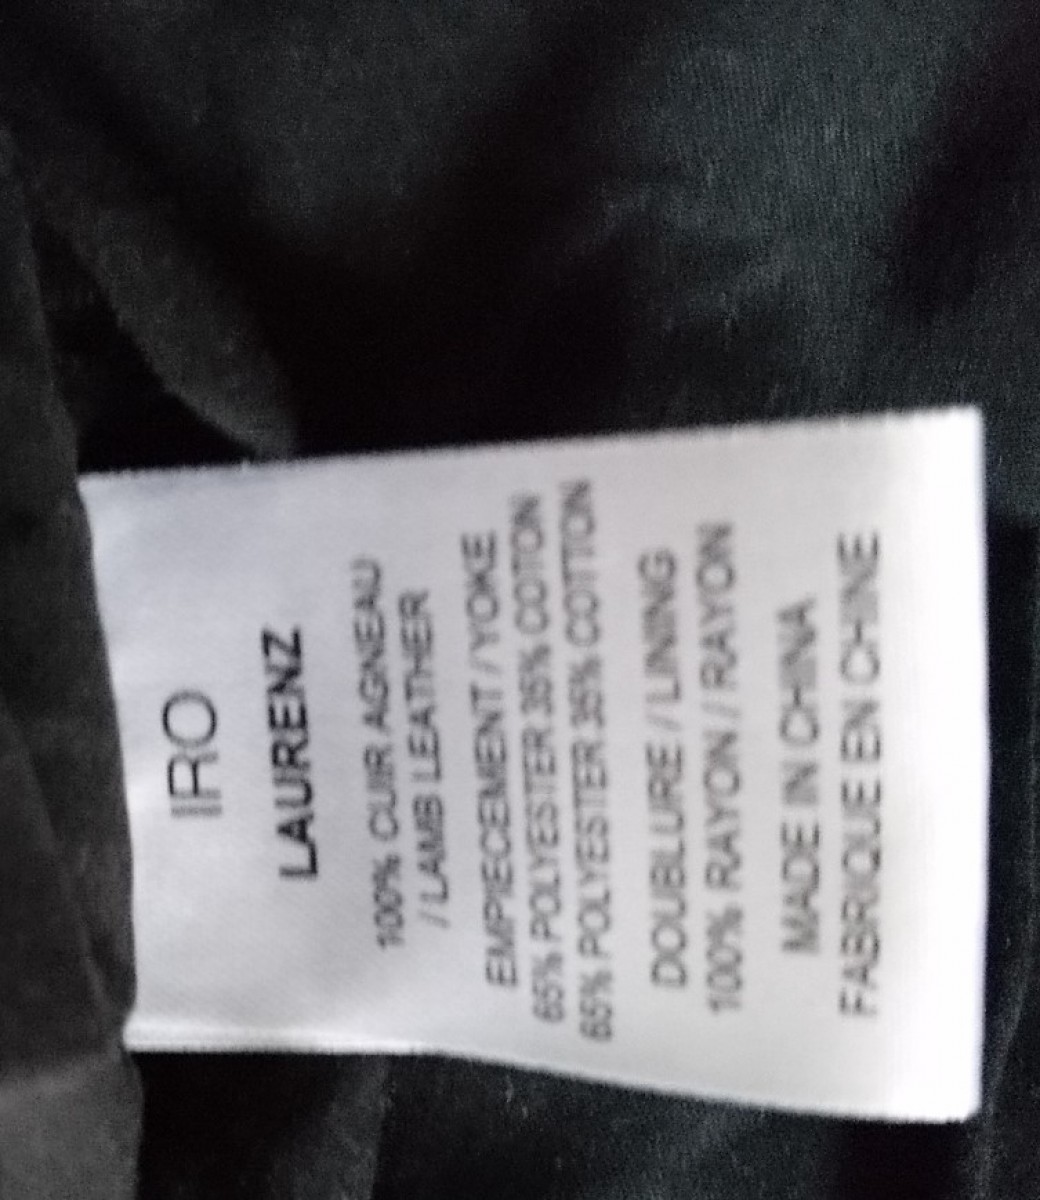 IRO
LAURENZ
100% CUIR AGNEAU
/ LAMB LEATHER
EMPIECEMENT / YOKE
65% POLYESTER 35% COTON
65% POLYESTER 35% COTTON
DOUBLURE / LINING
100% RAYON / RAYON
MADE IN CHINA
FABRIQUE EN CHINE